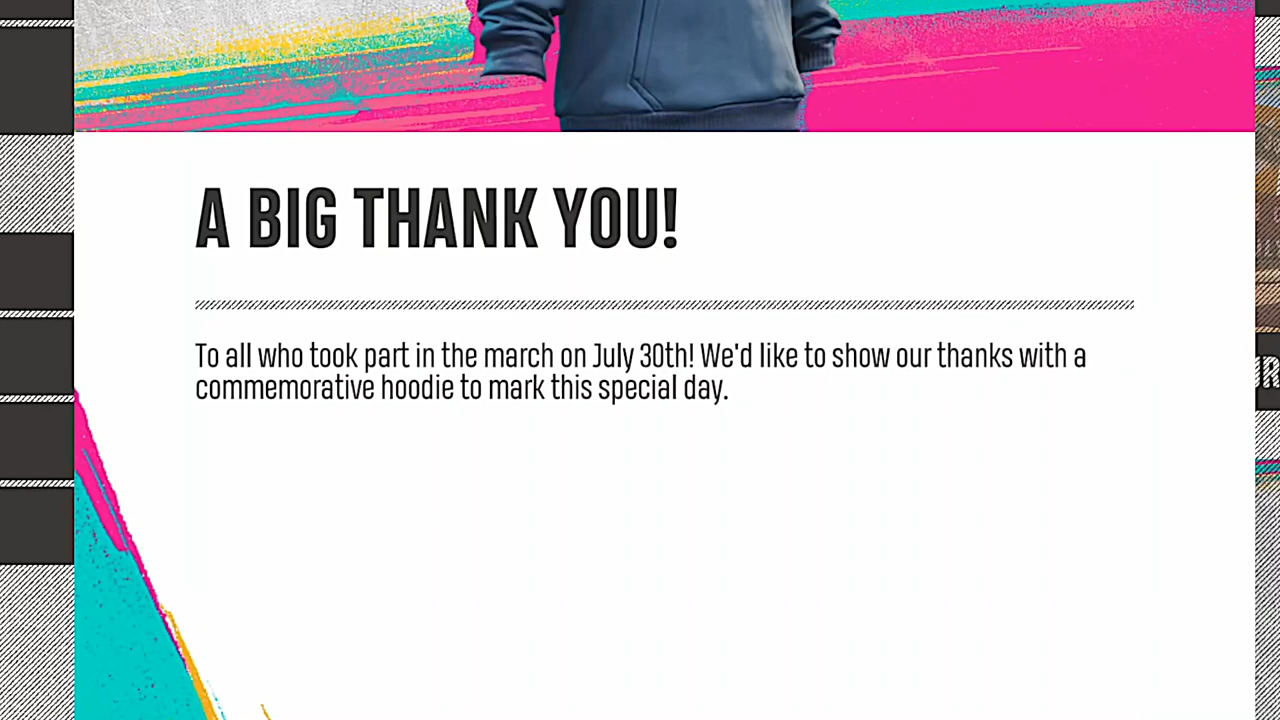 A BIG THANK YOU!
To all who took part in the march on July 30th! We'd like to show our thanks with a
commemorative hoodie to mark this special day.